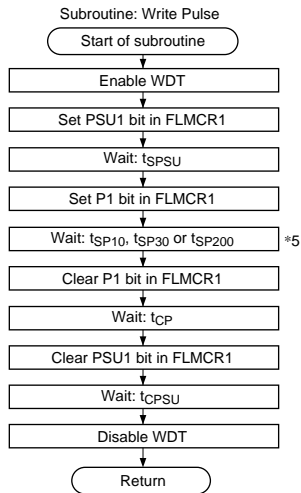 Subroutine: Write Pulse
Start of subroutine
Enable WDT
Set PSU1 bit in FLMCR1
Wait: tSPSU
Set P1 bit in FLMCR1
Wait: tSP10, tSP30 or tSP200 *5
Clear P1 bit in FLMCR1
Wait: tCP
Clear PSU1 bit in FLMCR1
Wait: tCPSU
Disable WDT
Return